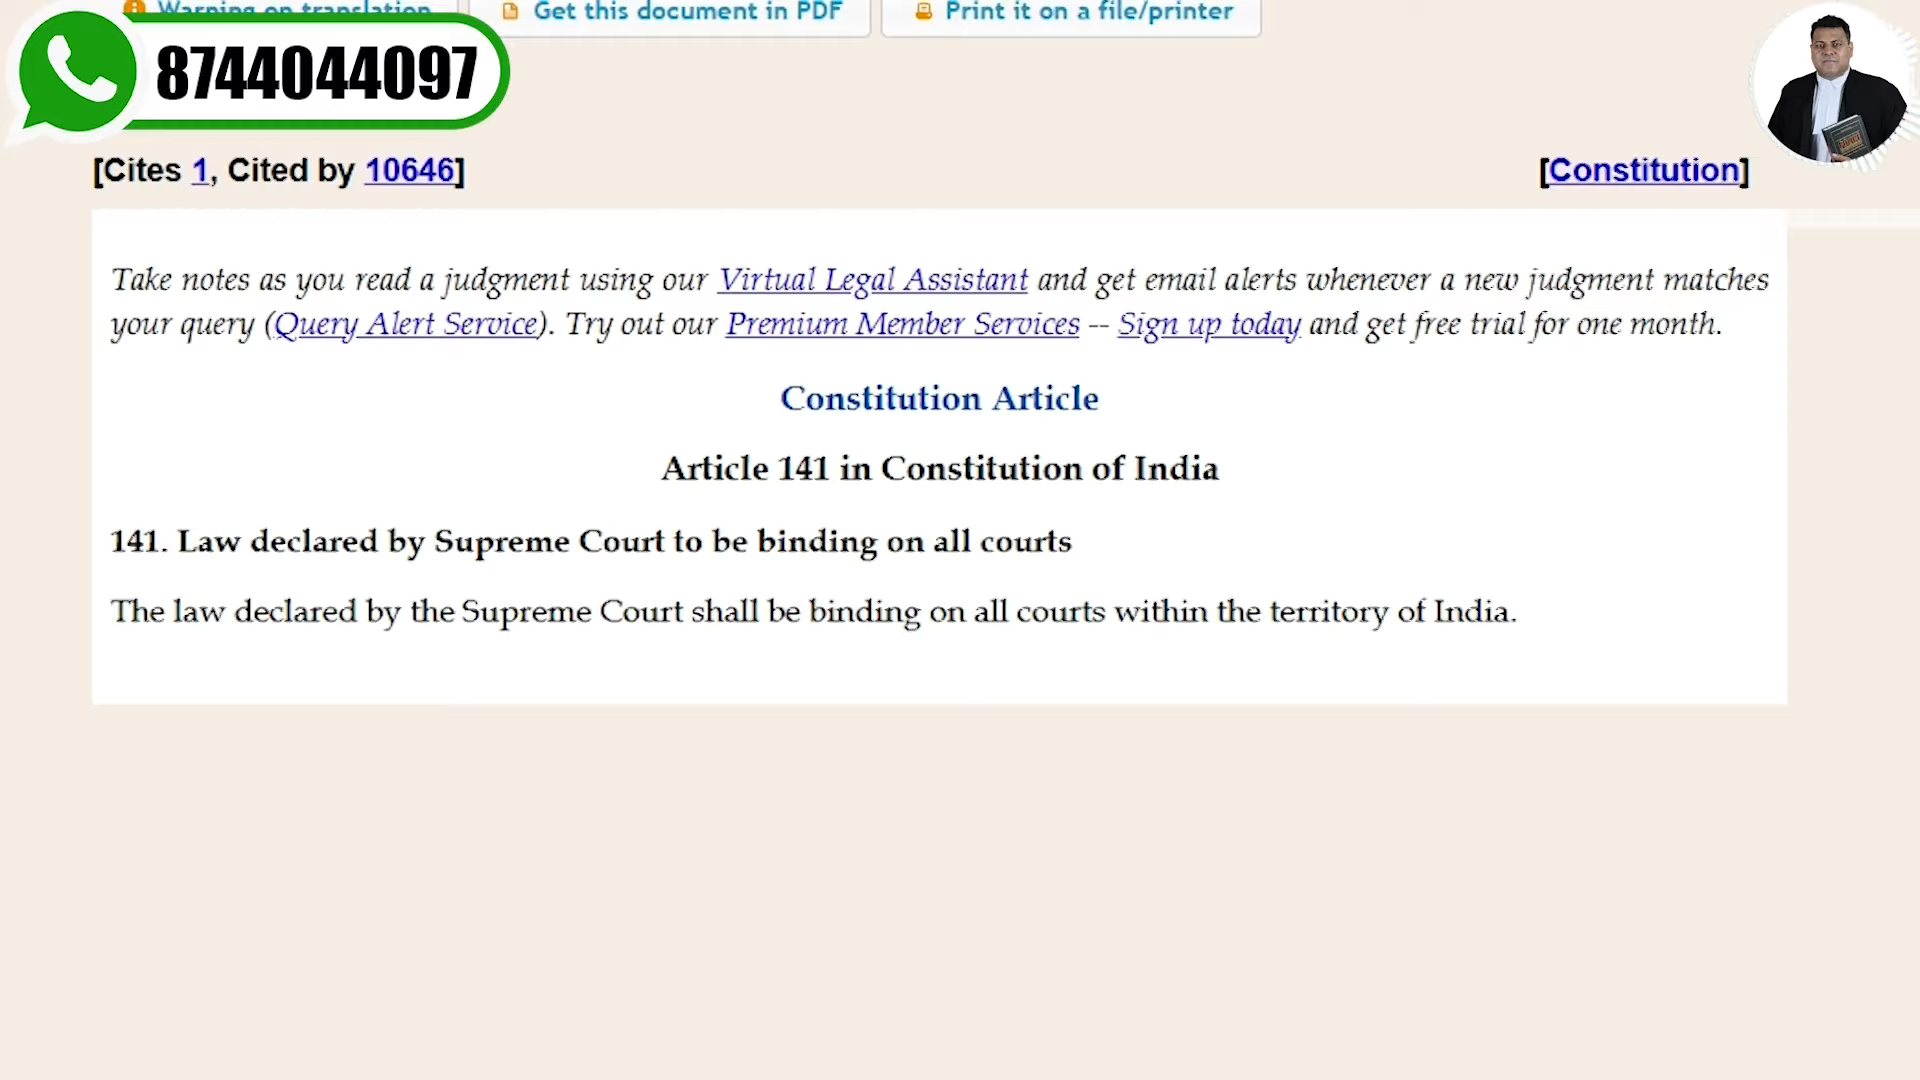 Warning on translation
Get this document in PDF
Print it on a file/printer
8744044097
[Cites 1, Cited by 10646]
[Constitution]
Take notes as you read a judgment using our Virtual Legal Assistant and get email alerts whenever a new judgment matches
your query (Query Alert Service). Try out our Premium Member Services -- Sign up today and get free trial for one month.
Constitution Article
Article 141 in Constitution of India
141. Law declared by Supreme Court to be binding on all courts
The law declared by the Supreme Court shall be binding on all courts within the territory of India.